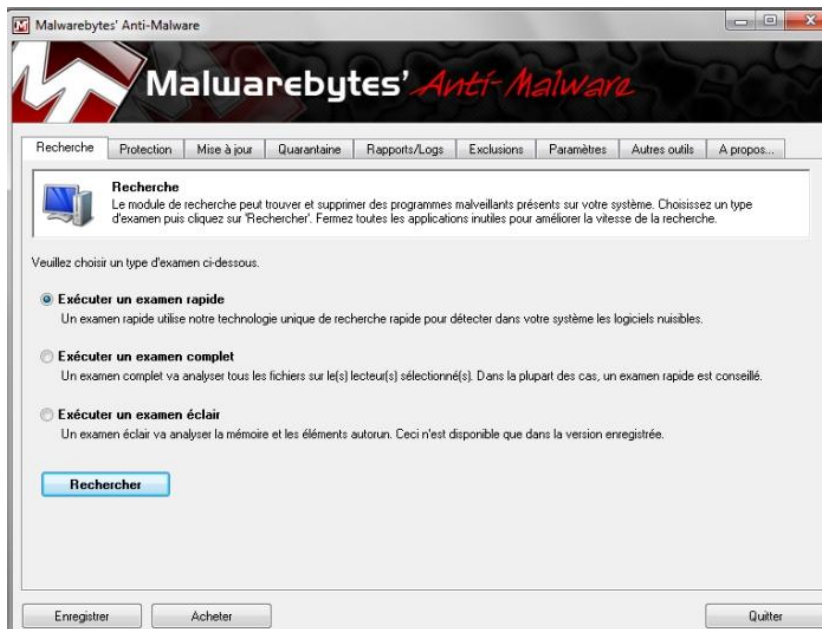 Malwarebytes' Anti-Malware
Malwarebytes' Anti-Malware
Recherche
Protection
Mise à jour
Quarantaine
Rapports/Logs
Exclusions
Paramètres
Autres outils
A propos...
Recherche
Le module de recherche peut trouver et supprimer des programmes malveillants présents sur votre système. Choisissez un type
d'examen puis cliquez sur 'Rechercher'. Fermez toutes les applications inutiles pour améliorer la vitesse de la recherche.
Veuillez choisir un type d'examen ci-dessous.
Exécuter un examen rapide
Un examen rapide utilise notre technologie unique de recherche rapide pour détecter dans votre système les logiciels nuisibles.
Exécuter un examen complet
Un examen complet va analyser tous les fichiers sur le(s) lecteur(s) sélectionné(s). Dans la plupart des cas, un examen rapide est conseillé.
Exécuter un examen éclair
Un examen éclair va analyser la mémoire et les éléments autorun. Ceci n'est disponible que dans la version enregistrée.
Rechercher
Enregistrer
Acheter
Quitter